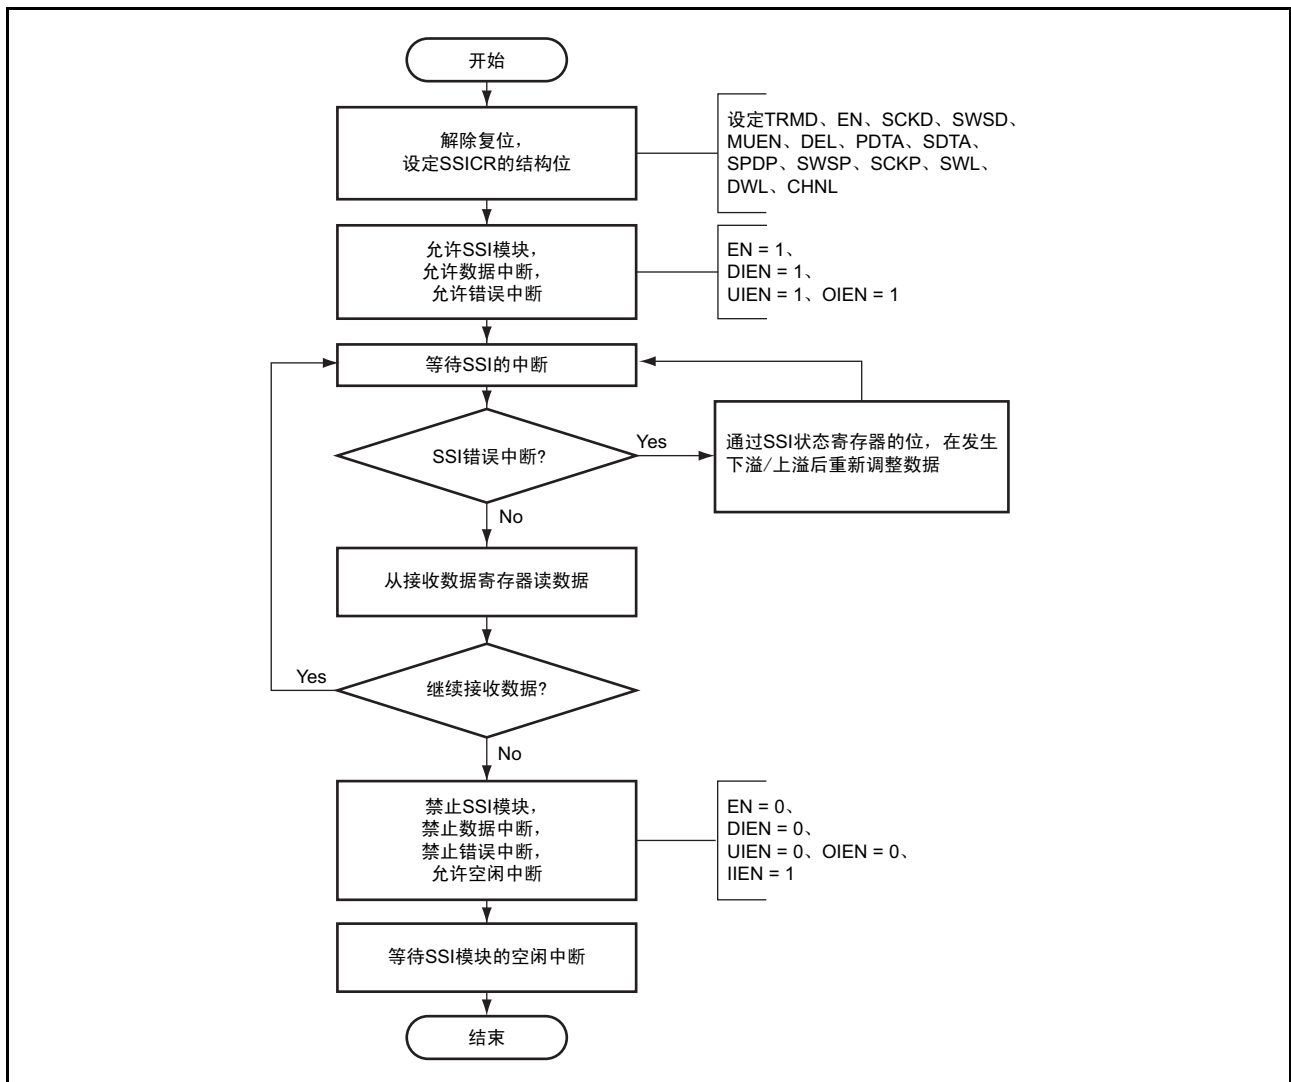 开始
解除复位，
设定SSICR的结构位
设定TRMD、EN、SCKD、SWSD、
MUEN、DEL、PDTA、SDTA、
SPDP、SWSP、SCKP、SWL、
DWL、CHNL
允许SSI模块，
允许数据中断，
允许错误中断
EN = 1、
DIEN = 1、
UIEN = 1、OIEN = 1
等待SSI的中断
SSI错误中断?
Yes
通过SSI状态寄存器的位，在发生
下溢/上溢后重新调整数据
No
从接收数据寄存器读数据
Yes
继续接收数据?
No
禁止SSI模块，
禁止数据中断，
禁止错误中断，
允许空闲中断
EN = 0、
DIEN = 0、
UIEN = 0、OIEN = 0、
IIEN = 1
等待SSI模块的空闲中断
结束